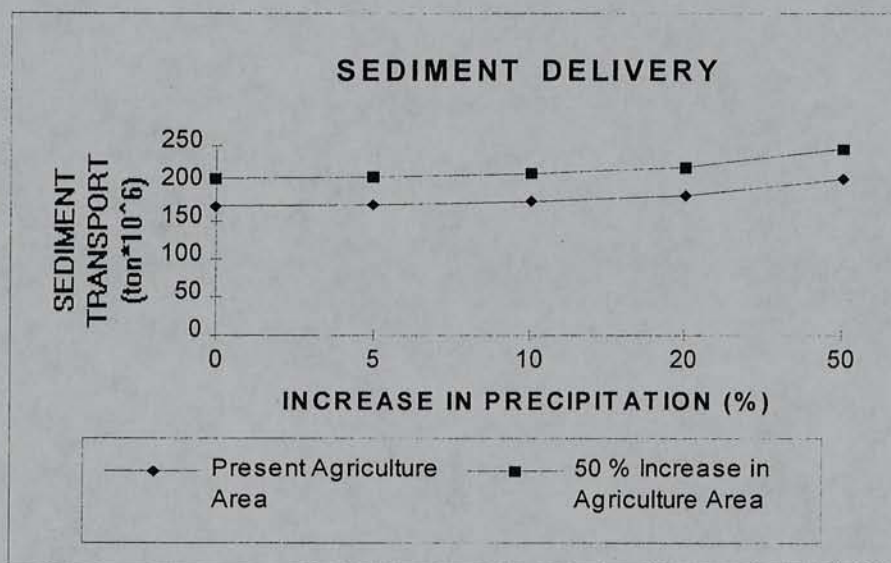 SEDIMENT DELIVERY
SEDIMENT
TRANSPORT
(ton*10^6)
250
200
150
100
50
0
0 5 10 20 50
INCREASE IN PRECIPITATION (%)
Present Agriculture
Area
50 % Increase in
Agriculture Area